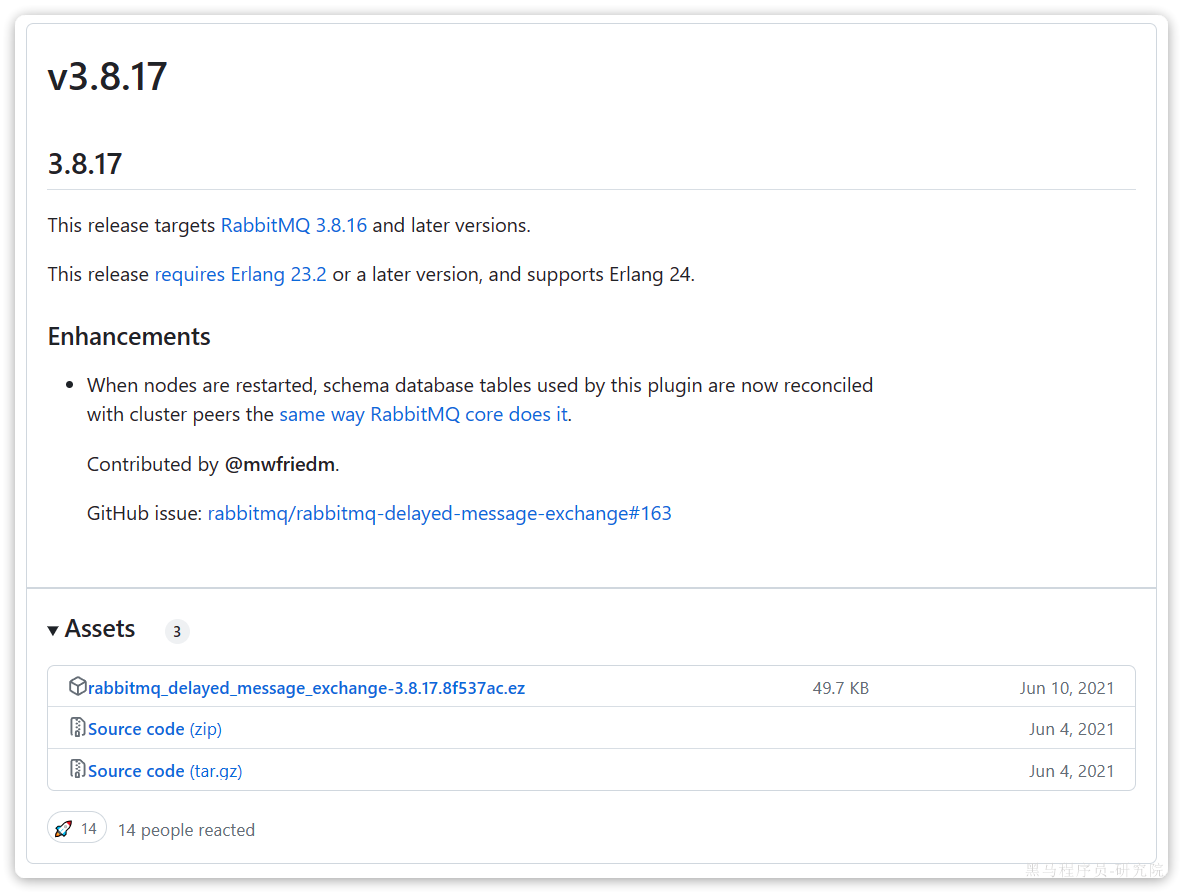 v3.8.17
3.8.17
This release targets RabbitMQ 3.8.16 and later versions.
This release requires Erlang 23.2 or a later version, and supports Erlang 24.
Enhancements
When nodes are restarted, schema database tables used by this plugin are now reconciled
with cluster peers the same way RabbitMQ core does it.
Contributed by @mwfriedm.
GitHub issue: rabbitmq/rabbitmq-delayed-message-exchange#163
Assets 3
rabbitmq_delayed_message_exchange-3.8.17.8f537ac.ez 49.7 KB Jun 10, 2021
Source code (zip) Jun 4, 2021
Source code (tar.gz) Jun 4, 2021
14 14 people reacted
黑马程序员-研究院